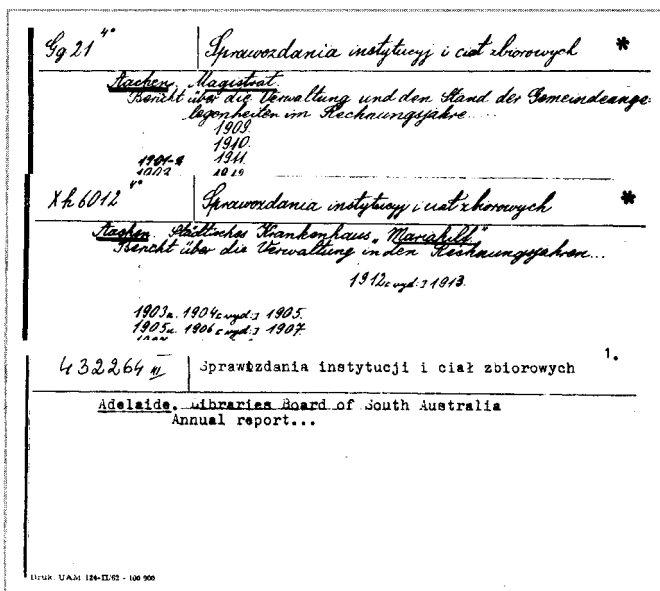 Gg 21 4° Sprawozdania instytucyj i ciał zbiorowych *
Aachen, Magistrat.
Bericht über die Verwaltung und den Stand der Gemeindeange-
legenheiten im Rechnungsjahre....
1909.
1910.
1911.
Xh 6012 4° Sprawozdania instytucyj i ciał zbiorowych *
Aachen. Städtisches Krankenhaus „Mariahilf"
Bericht über die Verwaltung in den Rechnungsjahren...
1912 [wyd:] 1913.
1903 u. 1904 [wyd:] 1905.
1905 u. 1906 [wyd:] 1907.
432264 III Sprawozdania instytucji i ciał zbiorowych 1.
Adelaide. Libraries Board of South Australia
Annual report...
Druk. UAM 124-II/62 - 100 900